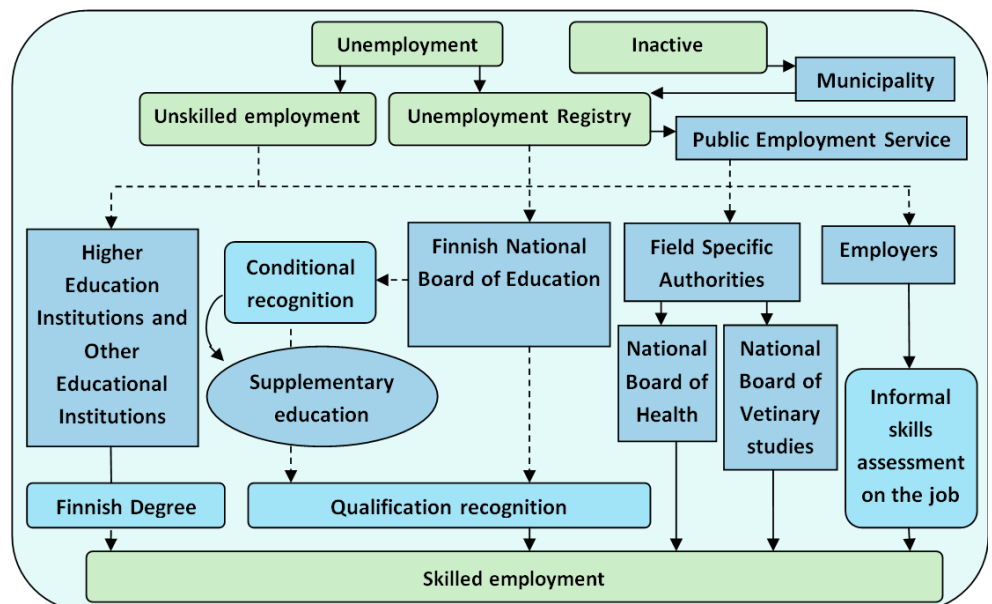 Unemployment
Inactive
Municipality
Unskilled employment
Unemployment Registry
Public Employment Service
Higher
Education
Institutions and
Other
Educational
Institutions
Conditional
recognition
Finnish National
Board of Education
Field Specific
Authorities
Employers
Supplementary
education
National
Board of
Health
National
Board of
Vetinary
studies
Informal
skills
assessment
on the job
Finnish Degree
Qualification recognition
Skilled employment